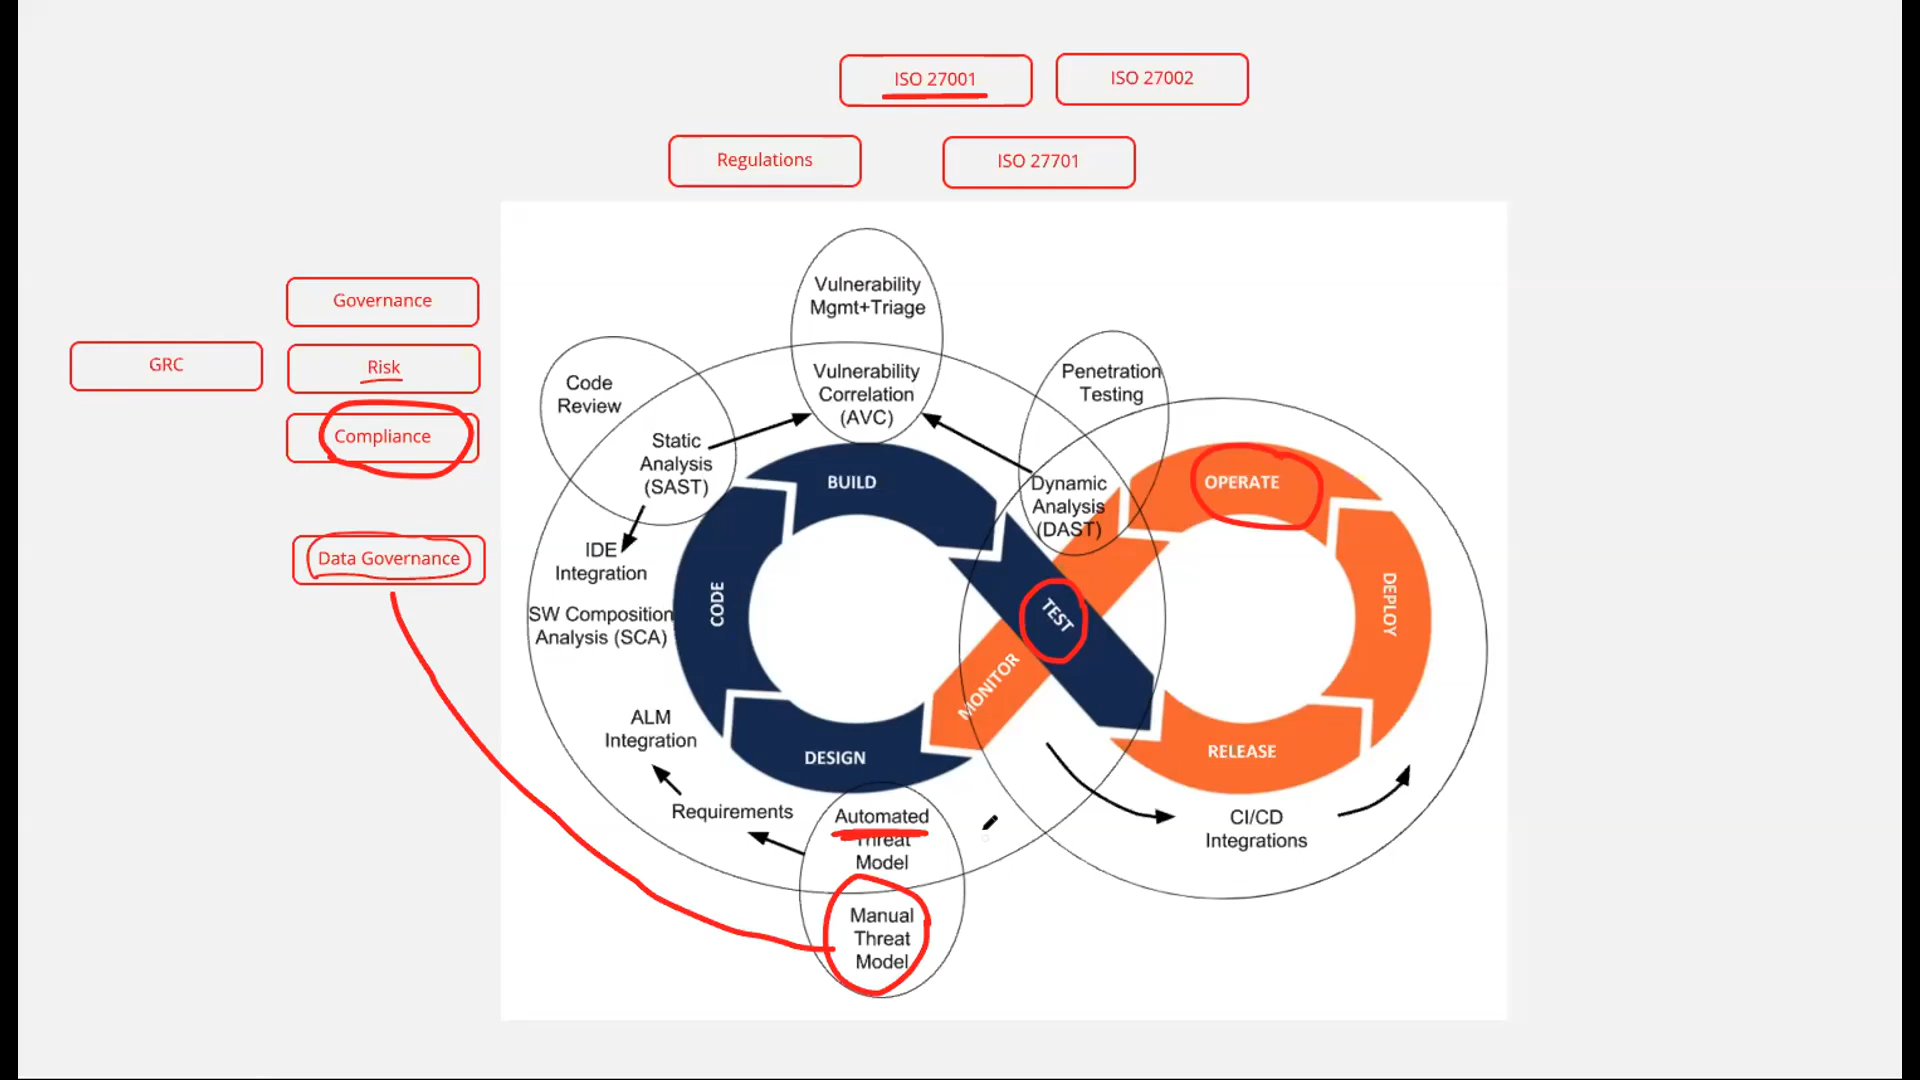 ISO 27001
ISO 27002
Regulations
ISO 27701
Governance
GRC
Risk
Compliance
Data Governance
Vulnerability
Mgmt+Triage
Vulnerability
Correlation
(AVC)
Code
Review
Static
Analysis
(SAST)
IDE
Integration
SW Composition
Analysis (SCA)
ALM
Integration
Requirements
Automated
Threat
Model
Manual
Threat
Model
Penetration
Testing
Dynamic
Analysis
(DAST)
BUILD
CODE
DESIGN
TEST
MONITOR
OPERATE
DEPLOY
RELEASE
CI/CD
Integrations